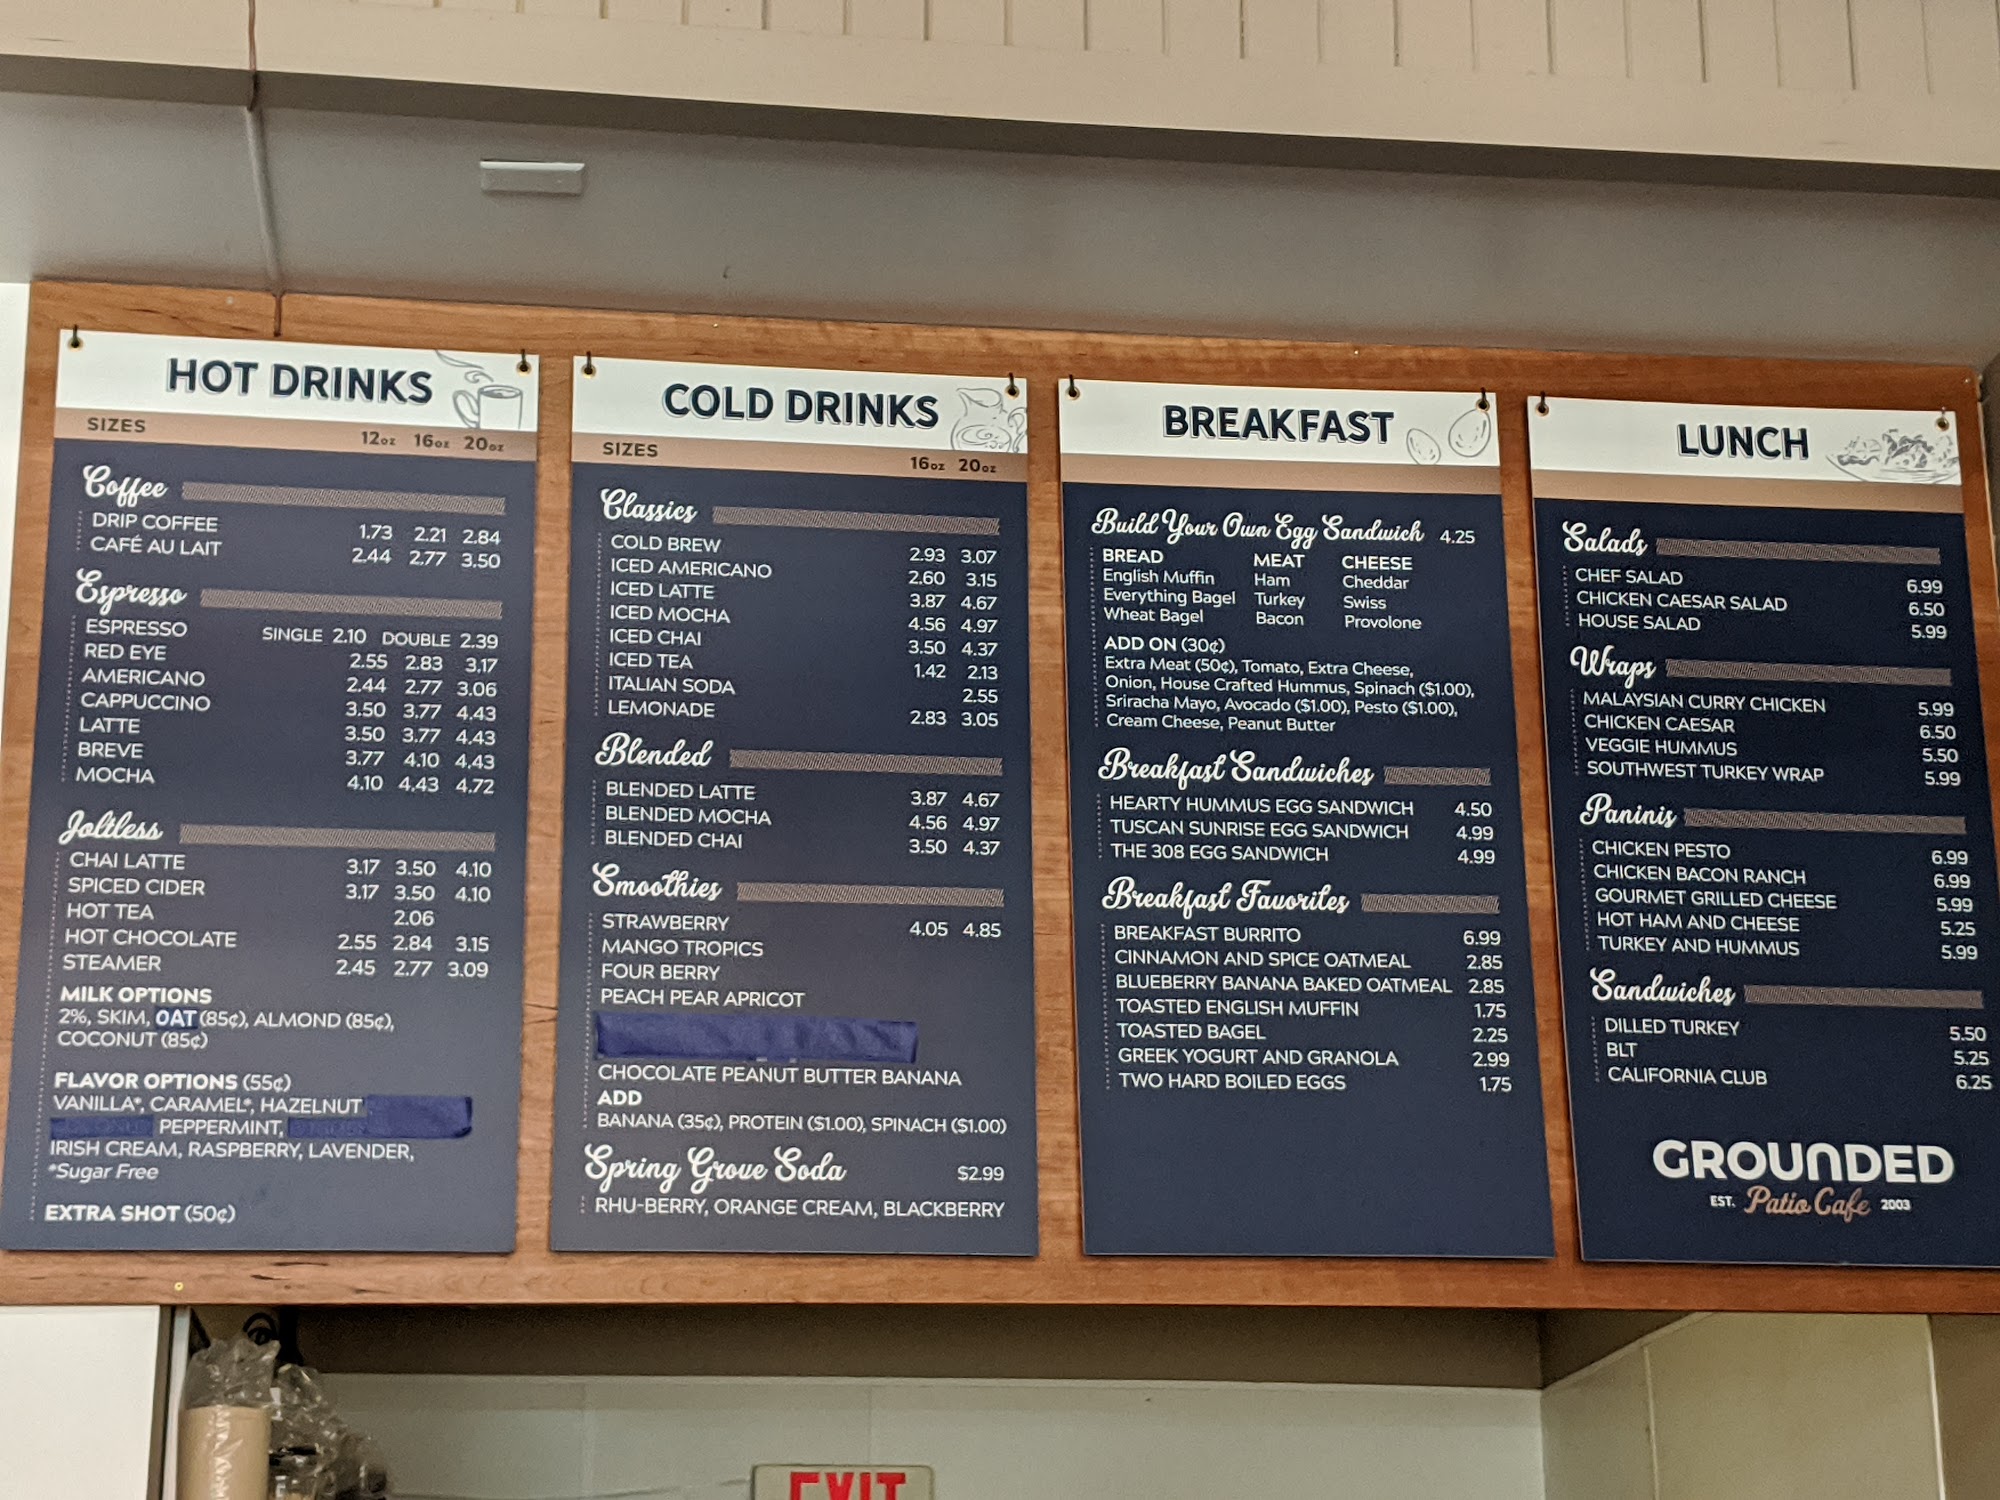 HOT DRINKS
SIZES 12oz 16oz 20oz
Coffee
DRIP COFFEE 1.73 2.21 2.84
CAFÉ AU LAIT 2.44 2.77 3.50
Espresso
ESPRESSO SINGLE 2.10 DOUBLE 2.39
RED EYE 2.55 2.83 3.17
AMERICANO 2.44 2.77 3.06
CAPPUCCINO 3.50 3.77 4.43
LATTE 3.50 3.77 4.43
BREVE 3.77 4.10 4.43
MOCHA 4.10 4.43 4.72
Joltless
CHAI LATTE 3.17 3.50 4.10
SPICED CIDER 3.17 3.50 4.10
HOT TEA 2.06
HOT CHOCOLATE 2.55 2.84 3.15
STEAMER 2.45 2.77 3.09
MILK OPTIONS
2%, SKIM, OAT (85¢), ALMOND (85¢),
COCONUT (85¢)
FLAVOR OPTIONS (55¢)
VANILLA*, CARAMEL*, HAZELNUT
PEPPERMINT,
IRISH CREAM, RASPBERRY, LAVENDER,
*Sugar Free
EXTRA SHOT (50¢)
COLD DRINKS
SIZES 16oz 20oz
Classics
COLD BREW 2.93 3.07
ICED AMERICANO 2.60 3.15
ICED LATTE 3.87 4.67
ICED MOCHA 4.56 4.97
ICED CHAI 3.50 4.37
ICED TEA 1.42 2.13
ITALIAN SODA 2.55
LEMONADE 2.83 3.05
Blended
BLENDED LATTE 3.87 4.67
BLENDED MOCHA 4.56 4.97
BLENDED CHAI 3.50 4.37
Smoothies
STRAWBERRY 4.05 4.85
MANGO TROPICS
FOUR BERRY
PEACH PEAR APRICOT
CHOCOLATE PEANUT BUTTER BANANA
ADD
BANANA (35¢), PROTEIN ($1.00), SPINACH ($1.00)
Spring Grove Soda $2.99
RHU-BERRY, ORANGE CREAM, BLACKBERRY
BREAKFAST
Build Your Own Egg Sandwich 4.25
BREAD MEAT CHEESE
English Muffin Ham Cheddar
Everything Bagel Turkey Swiss
Wheat Bagel Bacon Provolone
ADD ON (30¢)
Extra Meat (50¢), Tomato, Extra Cheese,
Onion, House Crafted Hummus, Spinach ($1.00),
Sriracha Mayo, Avocado ($1.00), Pesto ($1.00),
Cream Cheese, Peanut Butter
Breakfast Sandwiches
HEARTY HUMMUS EGG SANDWICH 4.50
TUSCAN SUNRISE EGG SANDWICH 4.99
THE 308 EGG SANDWICH 4.99
Breakfast Favorites
BREAKFAST BURRITO 6.99
CINNAMON AND SPICE OATMEAL 2.85
BLUEBERRY BANANA BAKED OATMEAL 2.85
TOASTED ENGLISH MUFFIN 1.75
TOASTED BAGEL 2.25
GREEK YOGURT AND GRANOLA 2.99
TWO HARD BOILED EGGS 1.75
LUNCH
Salads
CHEF SALAD 6.99
CHICKEN CAESAR SALAD 6.50
HOUSE SALAD 5.99
Wraps
MALAYSIAN CURRY CHICKEN 5.99
CHICKEN CAESAR 6.50
VEGGIE HUMMUS 5.50
SOUTHWEST TURKEY WRAP 5.99
Paninis
CHICKEN PESTO 6.99
CHICKEN BACON RANCH 6.99
GOURMET GRILLED CHEESE 5.99
HOT HAM AND CHEESE 5.25
TURKEY AND HUMMUS 5.99
Sandwiches
DILLED TURKEY 5.50
BLT 5.25
CALIFORNIA CLUB 6.25
GROUNDED
EST. Patio Cafe 2003
EXIT